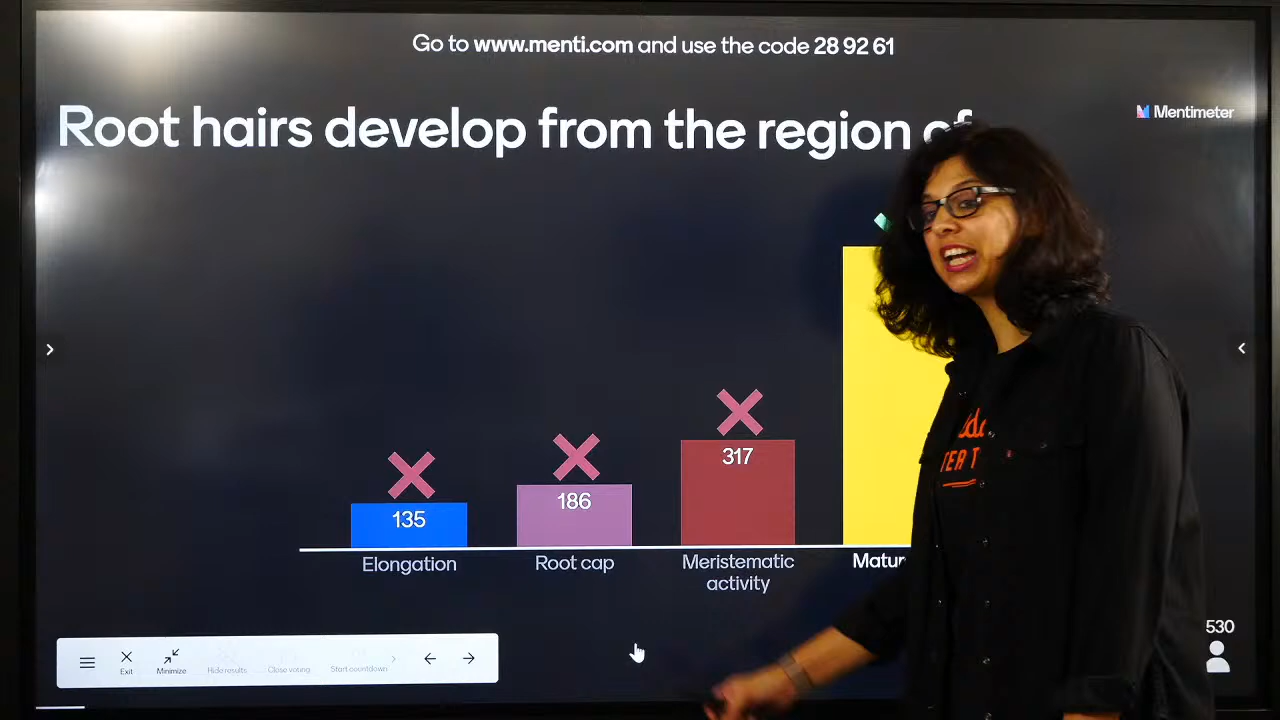 Go to www.menti.com and use the code 28 92 61
Root hairs develop from the region of
Mentimeter
317
186
135
Elongation
Root cap
Meristematic
activity
Exit
Minimize
Hide results
Close voting
Start countdown
530